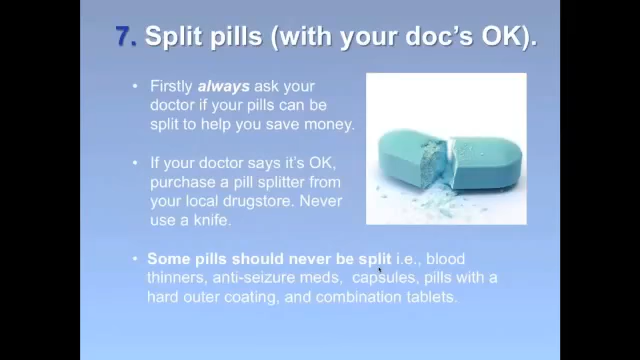 7. Split pills (with your doc's OK).
• Firstly always ask your
doctor if your pills can be
split to help you save money.
• If your doctor says it's OK,
purchase a pill splitter from
your local drugstore. Never
use a knife.
• Some pills should never be split i.e., blood
thinners, anti-seizure meds, capsules, pills with a
hard outer coating, and combination tablets.